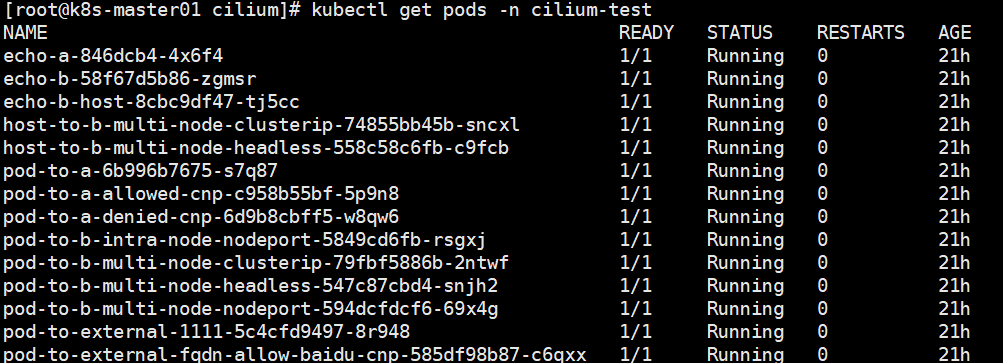 [root@k8s-master01 cilium]# kubectl get pods -n cilium-test
NAME READY STATUS RESTARTS AGE
echo-a-846dcb4-4x6f4 1/1 Running 0 21h
echo-b-58f67d5b86-zgmsr 1/1 Running 0 21h
echo-b-host-8cbc9df47-tj5cc 1/1 Running 0 21h
host-to-b-multi-node-clusterip-74855bb45b-sncxl 1/1 Running 0 21h
host-to-b-multi-node-headless-558c58c6fb-c9fcb 1/1 Running 0 21h
pod-to-a-6b996b7675-s7q87 1/1 Running 0 21h
pod-to-a-allowed-cnp-c958b55bf-5p9n8 1/1 Running 0 21h
pod-to-a-denied-cnp-6d9b8cbff5-w8qw6 1/1 Running 0 21h
pod-to-b-intra-node-nodeport-5849cd6fb-rsgxj 1/1 Running 0 21h
pod-to-b-multi-node-clusterip-79fbf5886b-2ntwf 1/1 Running 0 21h
pod-to-b-multi-node-headless-547c87cbd4-snjh2 1/1 Running 0 21h
pod-to-b-multi-node-nodeport-594dcfdcf6-69x4g 1/1 Running 0 21h
pod-to-external-1111-5c4cfd9497-8r948 1/1 Running 0 21h
pod-to-external-fqdn-allow-baidu-cnp-585df98b87-c6qxx 1/1 Running 0 21h